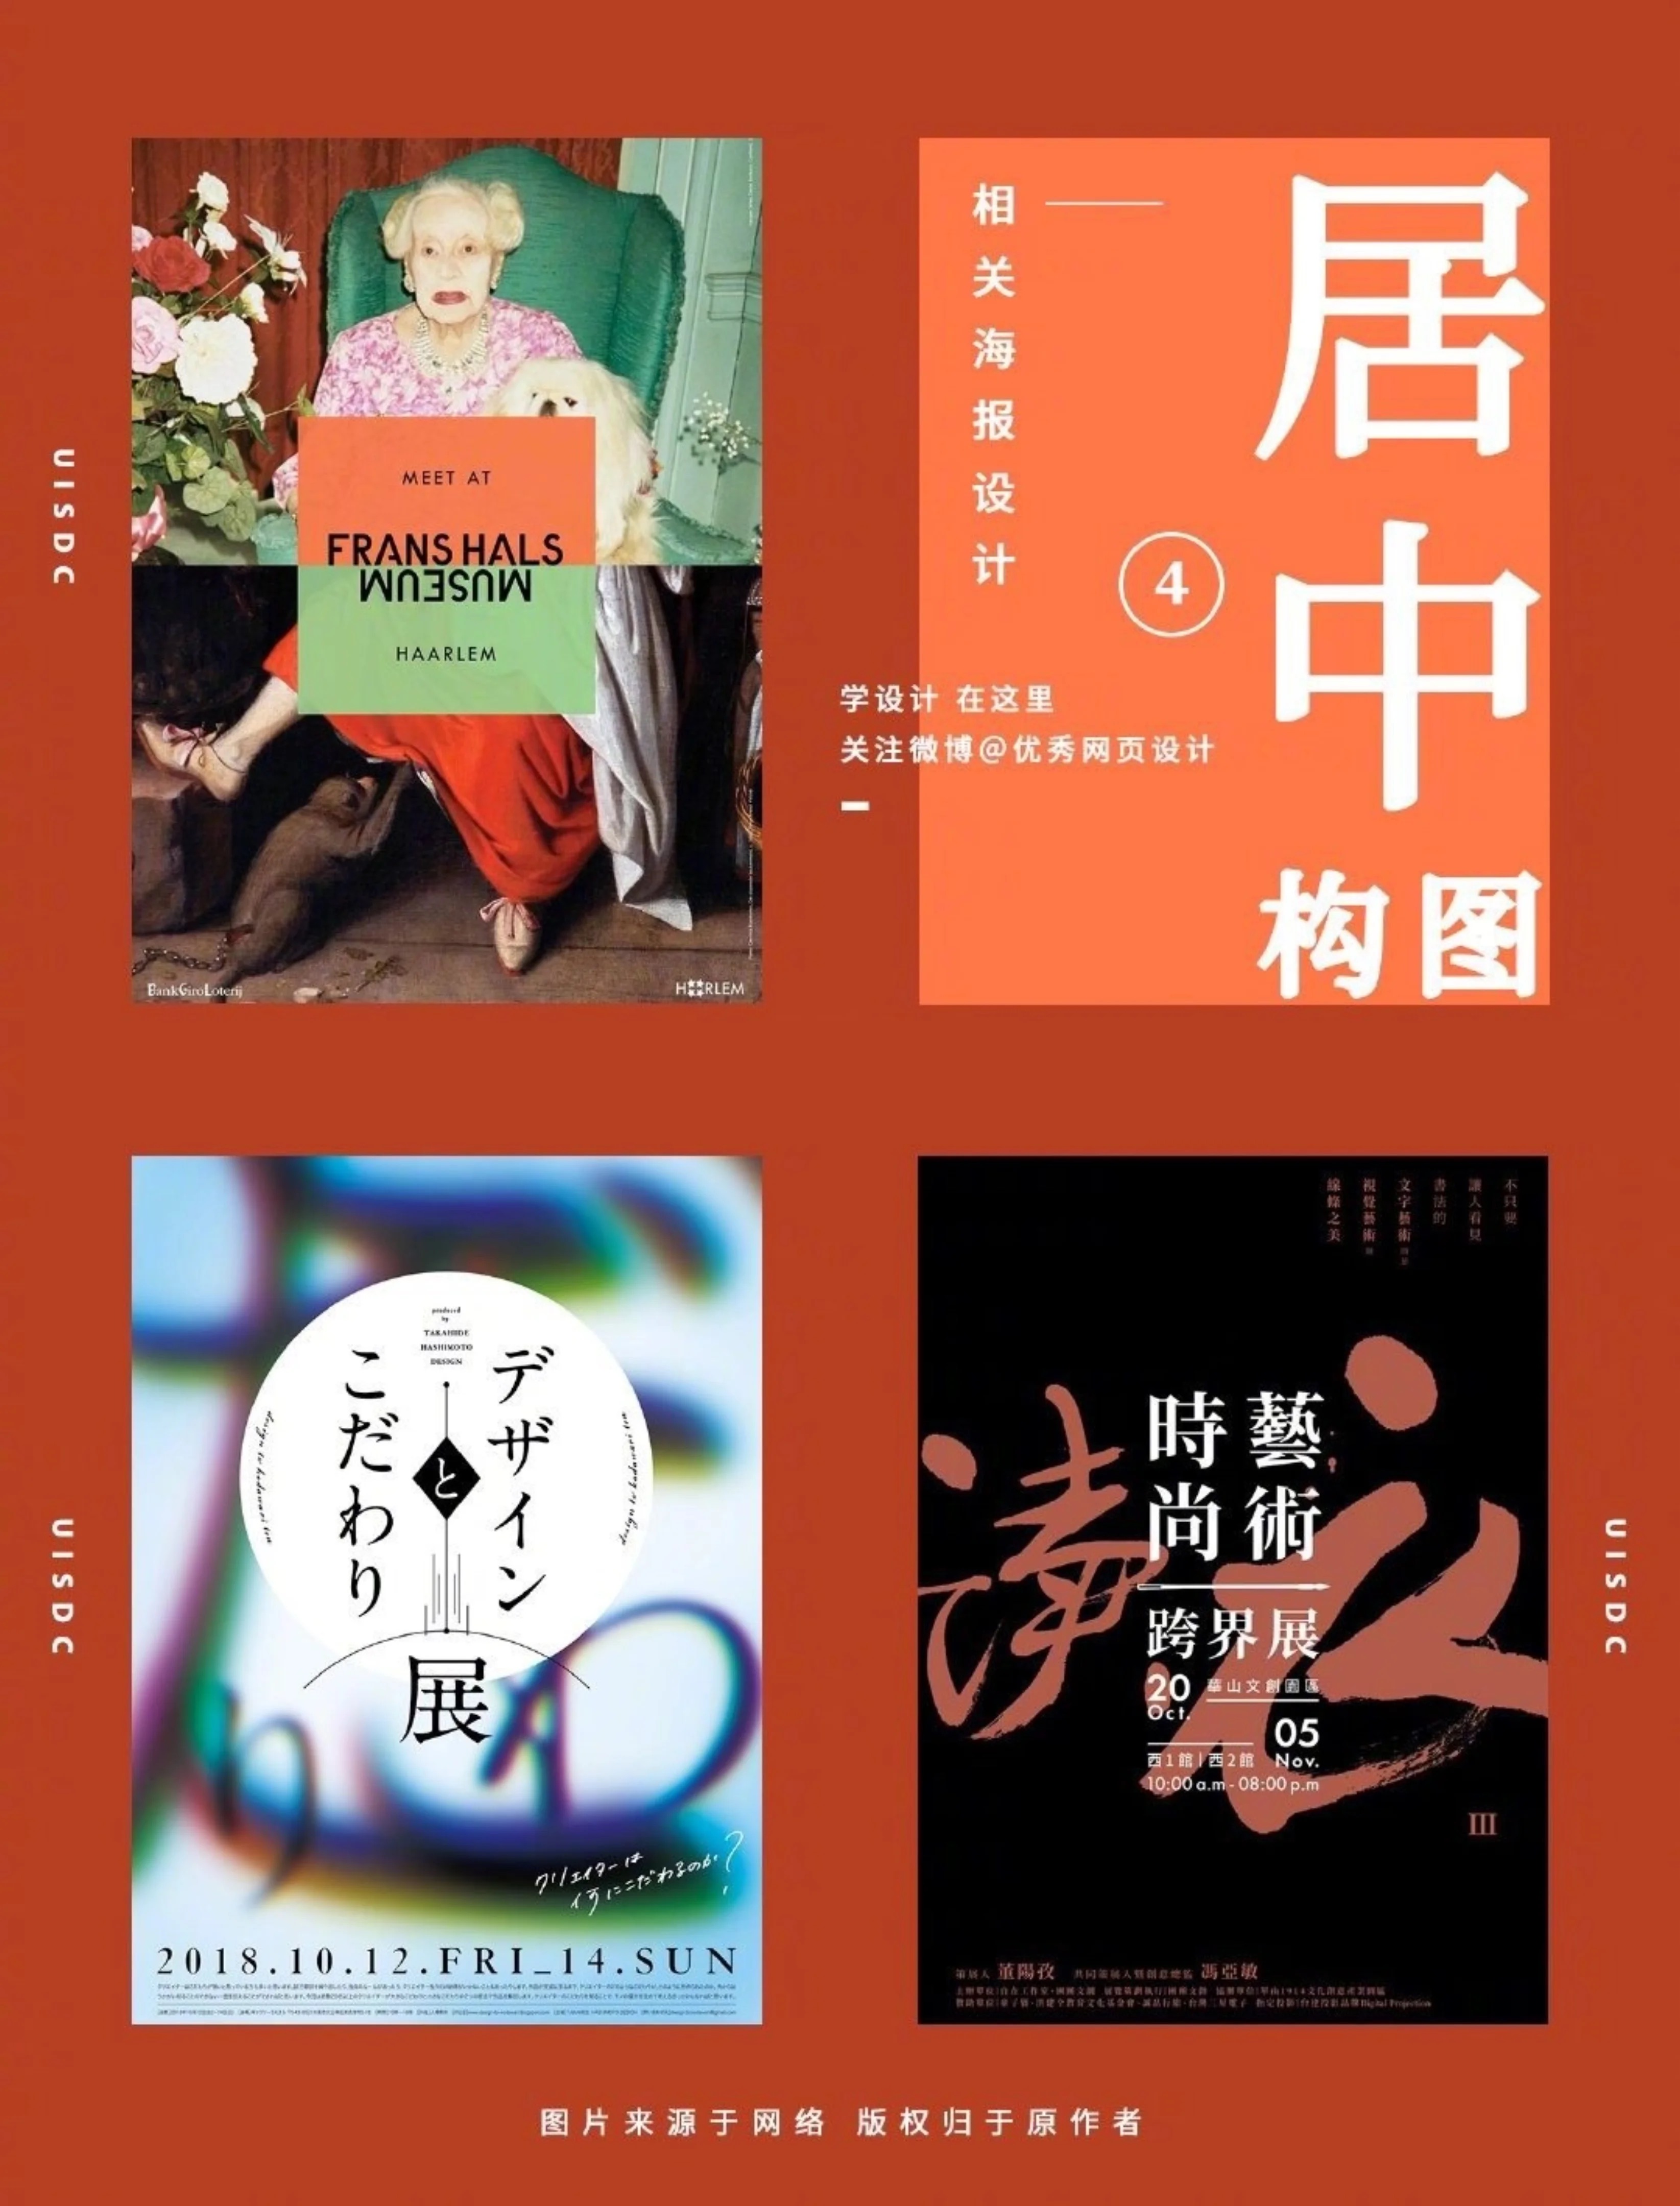 MEET AT
FRANS HALS
MUSEUM
HAARLEM
BankGiroLoterij
HAARLEM
UISDC
居中
构图
相关海报设计
4
学设计 在这里
关注微博@优秀网页设计
produced
by
TAKAHIDE
HASHIMOTO
DESIGN
デザイン
と
こだわり
展
design to kodawari ten
design to kodawari ten
クリエイターは
何にこだわるのか?
2018.10.12.FRI_14.SUN
UISDC
不只要
讓人看見
書法的
文字藝術
視覺藝術
線條之美
藝術
時尚
跨界展
20
Oct.
華山文創園區
05
Nov.
西1館|西2館
10:00 a.m - 08:00 p.m
III
策展人 董陽孜 共同策展人暨創意總監 馮亞敏
UISDC
图片来源于网络 版权归于原作者